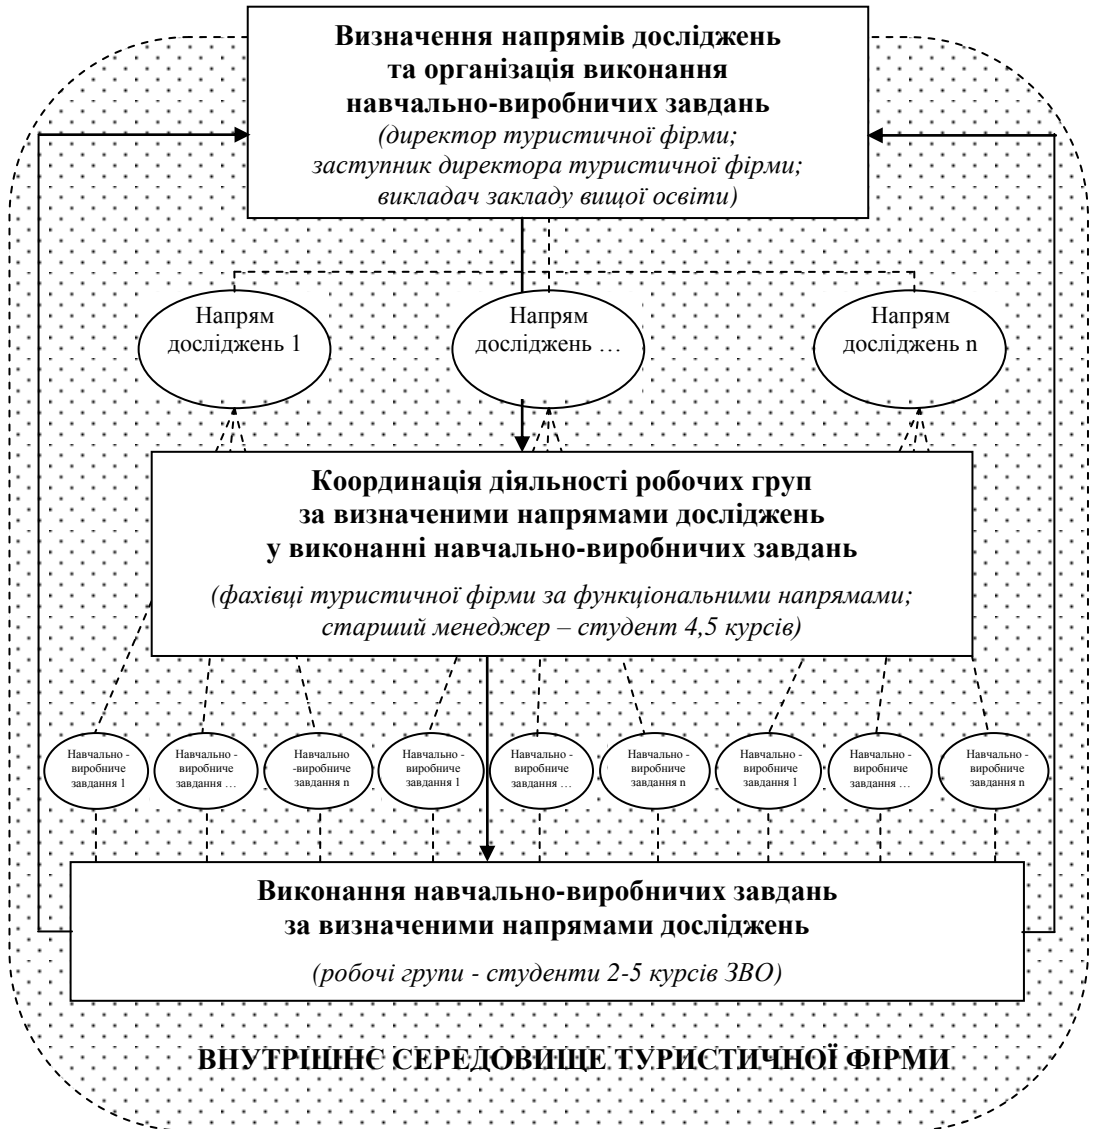 Визначення напрямів досліджень
та організація виконання
навчально-виробничих завдань
(директор туристичної фірми;
заступник директора туристичної фірми;
викладач закладу вищої освіти)
Напрям
досліджень 1
Напрям
досліджень …
Напрям
досліджень n
Координація діяльності робочих груп
за визначеними напрямами досліджень
у виконанні навчально-виробничих завдань
(фахівці туристичної фірми за функціональними напрямами;
старший менеджер – студент 4,5 курсів)
Навчально -
виробниче
завдання 1
Навчально -
виробниче
завдання …
Навчально
-виробниче
завдання n
Навчально -
виробниче
завдання 1
Навчально -
виробниче
завдання …
Навчально -
виробниче
завдання n
Навчально -
виробниче
завдання 1
Навчально -
виробниче
завдання …
Навчально -
виробниче
завдання n
Виконання навчально-виробничих завдань
за визначеними напрямами досліджень
(робочі групи - студенти 2-5 курсів ЗВО)
ВНУТРІШНЄ СЕРЕДОВИЩЕ ТУРИСТИЧНОЇ ФІРМИ